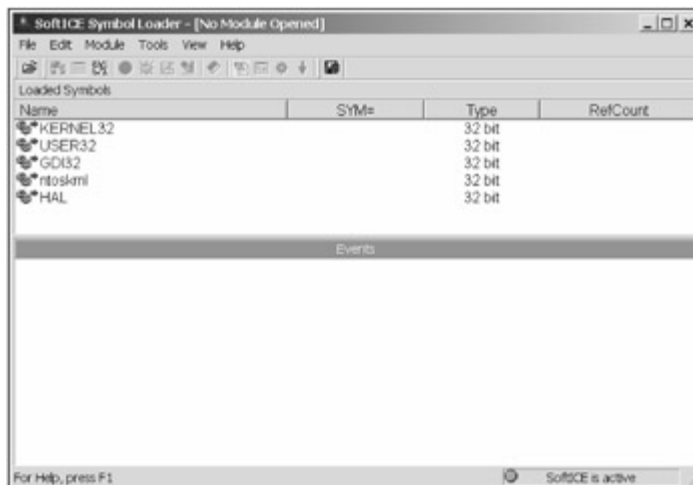 SoftICE Symbol Loader - [No Module Opened]
File Edit Module Tools View Help
Loaded Symbols
Name SYM= Type RefCount
KERNEL32 32 bit
USER32 32 bit
GDI32 32 bit
ntoskrnl 32 bit
HAL 32 bit
Events
For Help, press F1 SoftICE is active